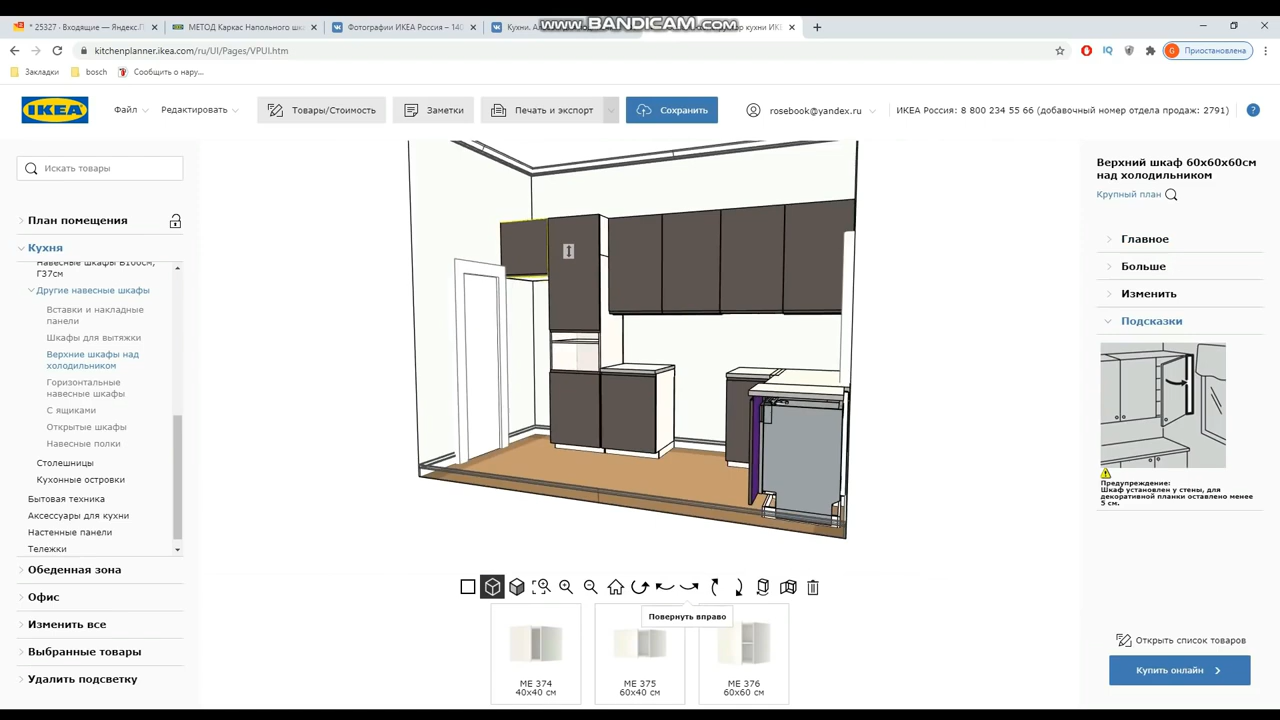 www.BANDICAM.com
* 25327 - Входящие — Яндекс.П
МЕТОД Каркас Напольного шка
Фотографии ИКЕА Россия – 140
kitchenplanner.ikea.com/ru/UI/Pages/VPUI.htm
Приостановлена
Закладки
bosch
Сообщить о нару...
IKEA
Файл
Редактировать
Товары/Стоимость
Заметки
Печать и экспорт
Сохранить
rosebook@yandex.ru
ИКЕА Россия: 8 800 234 55 66 (добавочный номер отдела продаж: 2791)
Искать товары
План помещения
Кухня
Навесные шкафы В100см,
Г37см
Другие навесные шкафы
Вставки и накладные
панели
Шкафы для вытяжки
Верхние шкафы над
холодильником
Горизонтальные
навесные шкафы
С ящиками
Открытые шкафы
Навесные полки
Столешницы
Кухонные островки
Бытовая техника
Аксессуары для кухни
Настенные панели
Тележки
Обеденная зона
Офис
Изменить все
Выбранные товары
Удалить подсветку
Повернуть вправо
ME 374
40x40 см
ME 375
60x40 см
ME 376
60x60 см
Верхний шкаф 60x60x60см
над холодильником
Крупный план
Главное
Больше
Изменить
Подсказки
Предупреждение:
Шкаф установлен у стены, для
декоративной планки оставлено менее
5 см.
Открыть список товаров
Купить онлайн